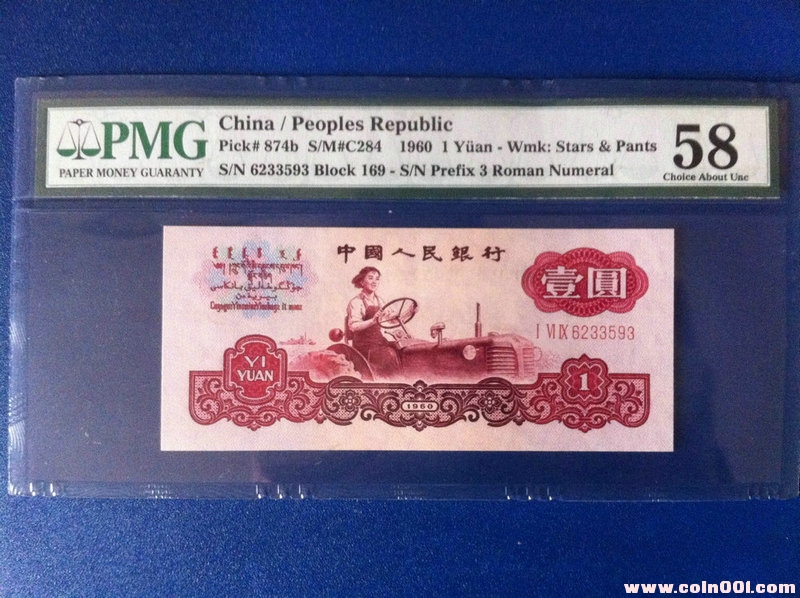 PMG
PAPER MONEY GUARANTY
China / Peoples Republic
Pick# 874b S/M#C284 1960 1 Yüan - Wmk: Stars & Pants
S/N 6233593 Block 169 - S/N Prefix 3 Roman Numeral
58
Choice About Unc
中國人民銀行
壹圓
I VI IX 6233593
YI
YUAN
1960
1
www.coin001.com